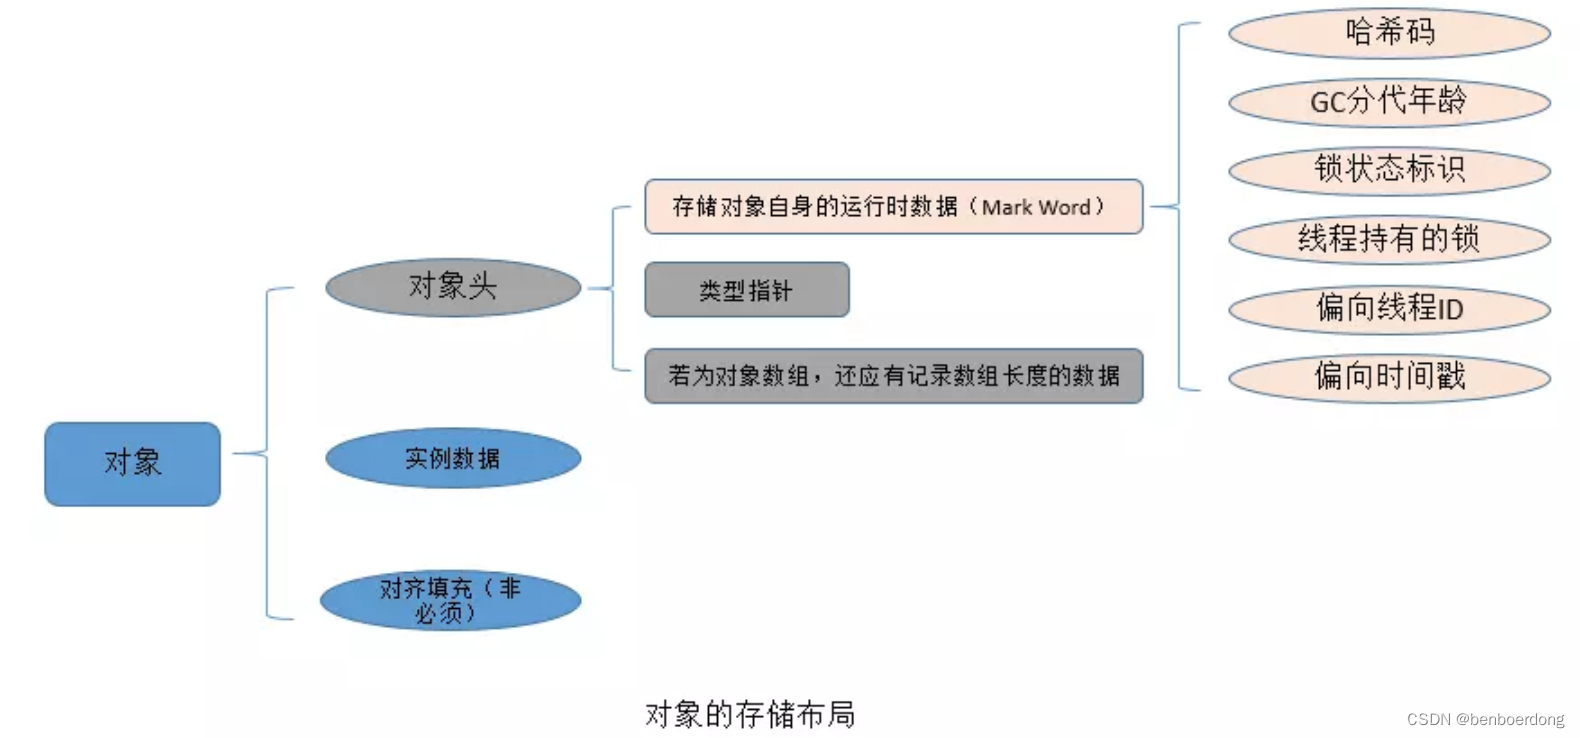 哈希码
GC分代年龄
锁状态标识
存储对象自身的运行时数据（Mark Word）
线程持有的锁
对象头
类型指针
偏向线程ID
若为对象数组，还应有记录数组长度的数据
偏向时间戳
对象
实例数据
对齐填充（非
必须）
对象的存储布局
CSDN @benboerdong